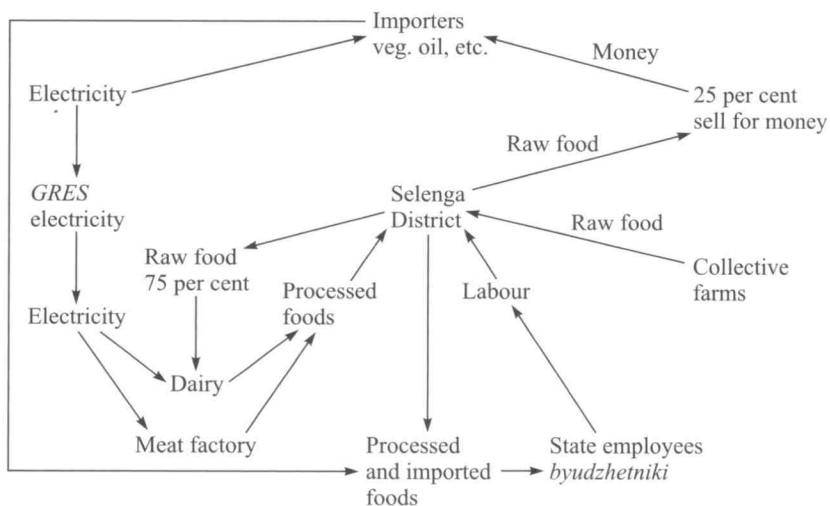 Importers
veg. oil, etc.
Money
Electricity
25 per cent
sell for money
Raw food
GRES
electricity
Selenga
District
Raw food
Raw food
75 per cent
Collective
farms
Processed
foods
Labour
Electricity
Dairy
Meat factory
Processed
and imported
foods
State employees
byudzhetniki